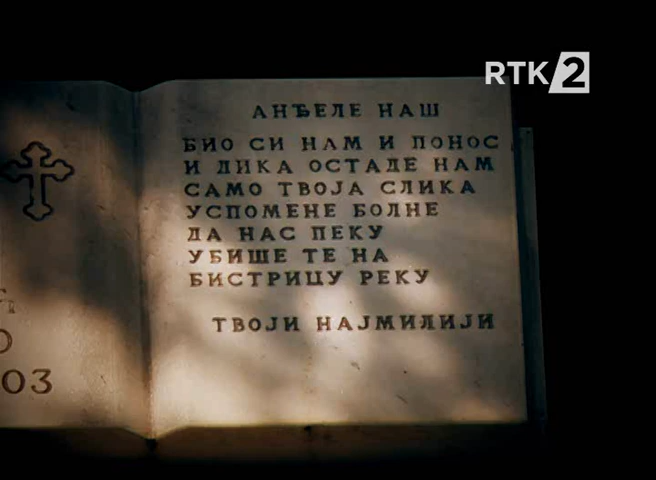 RTK2
АНЂЕЛЕ НАШ
БИО СИ НАМ И ПОНОС
И ДИКА ОСТАДЕ НАМ
САМО ТВОЈА СЛИКА
УСПОМЕНЕ БОЛНЕ
ДА НАС ПЕКУ
УБИШЕ ТЕ НА
БИСТРИЦУ РЕКУ
ТВОЈИ НАЈМИЛИЈИ
03